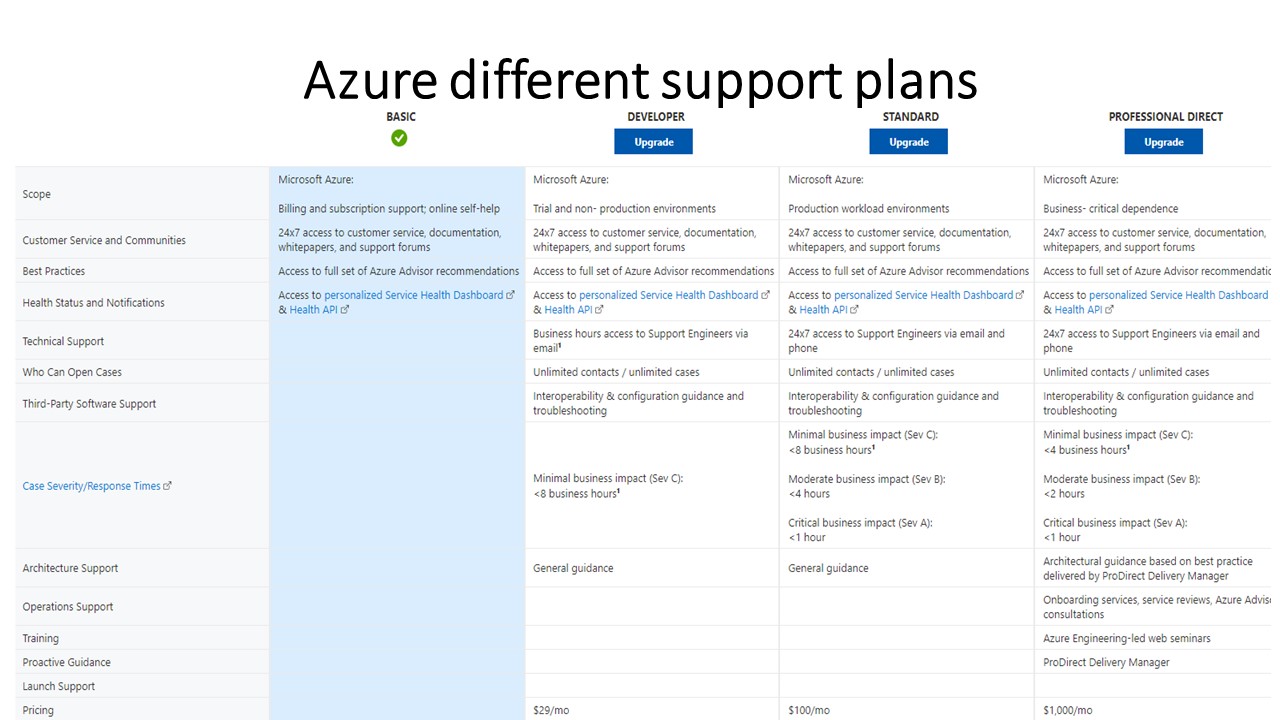 Azure different support plans
BASIC
DEVELOPER
STANDARD
PROFESSIONAL DIRECT
Upgrade
Upgrade
Upgrade
Scope
Microsoft Azure:
Billing and subscription support; online self-help
Microsoft Azure:
Trial and non- production environments
Microsoft Azure:
Production workload environments
Microsoft Azure:
Business- critical dependence
Customer Service and Communities
24x7 access to customer service, documentation,
whitepapers, and support forums
24x7 access to customer service, documentation,
whitepapers, and support forums
24x7 access to customer service, documentation,
whitepapers, and support forums
24x7 access to customer service, documentation,
whitepapers, and support forums
Best Practices
Access to full set of Azure Advisor recommendations
Access to full set of Azure Advisor recommendations
Access to full set of Azure Advisor recommendations
Access to full set of Azure Advisor recommendatio
Health Status and Notifications
Access to personalized Service Health Dashboard
& Health API
Access to personalized Service Health Dashboard
& Health API
Access to personalized Service Health Dashboard
& Health API
Access to personalized Service Health Dashboard
& Health API
Technical Support
Business hours access to Support Engineers via
email¹
24x7 access to Support Engineers via email and
phone
24x7 access to Support Engineers via email and
phone
Who Can Open Cases
Unlimited contacts / unlimited cases
Unlimited contacts / unlimited cases
Unlimited contacts / unlimited cases
Third-Party Software Support
Interoperability & configuration guidance and
troubleshooting
Interoperability & configuration guidance and
troubleshooting
Interoperability & configuration guidance and
troubleshooting
Case Severity/Response Times
Minimal business impact (Sev C):
<8 business hours¹
Minimal business impact (Sev C):
<8 business hours¹
Moderate business impact (Sev B):
<4 hours
Critical business impact (Sev A):
<1 hour
Minimal business impact (Sev C):
<4 business hours¹
Moderate business impact (Sev B):
<2 hours
Critical business impact (Sev A):
<1 hour
Architecture Support
General guidance
General guidance
Architectural guidance based on best practice
delivered by ProDirect Delivery Manager
Operations Support
Onboarding services, service reviews, Azure Adviso
consultations
Training
Azure Engineering-led web seminars
Proactive Guidance
ProDirect Delivery Manager
Launch Support
Pricing
$29/mo
$100/mo
$1,000/mo